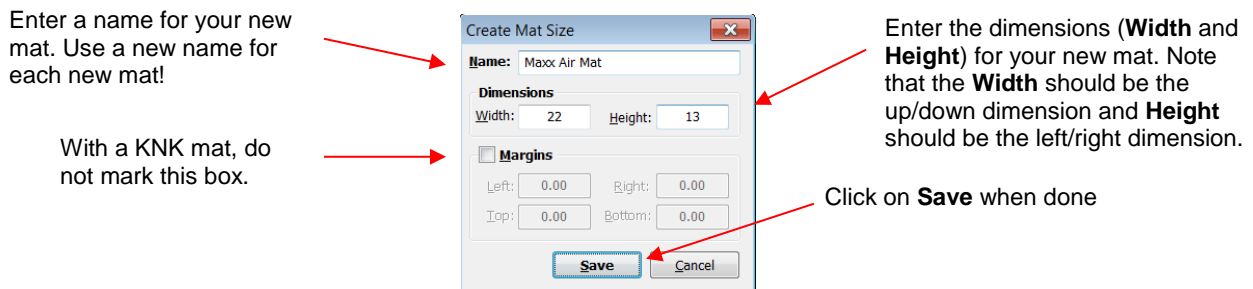 Enter a name for your new
mat. Use a new name for
each new mat!
With a KNK mat, do
not mark this box.
Create Mat Size
Name: Maxx Air Mat
Dimensions
Width: 22 Height: 13
Margins
Left: 0.00 Right: 0.00
Top: 0.00 Bottom: 0.00
Save Cancel
Enter the dimensions (Width and
Height) for your new mat. Note
that the Width should be the
up/down dimension and Height
should be the left/right dimension.
Click on Save when done